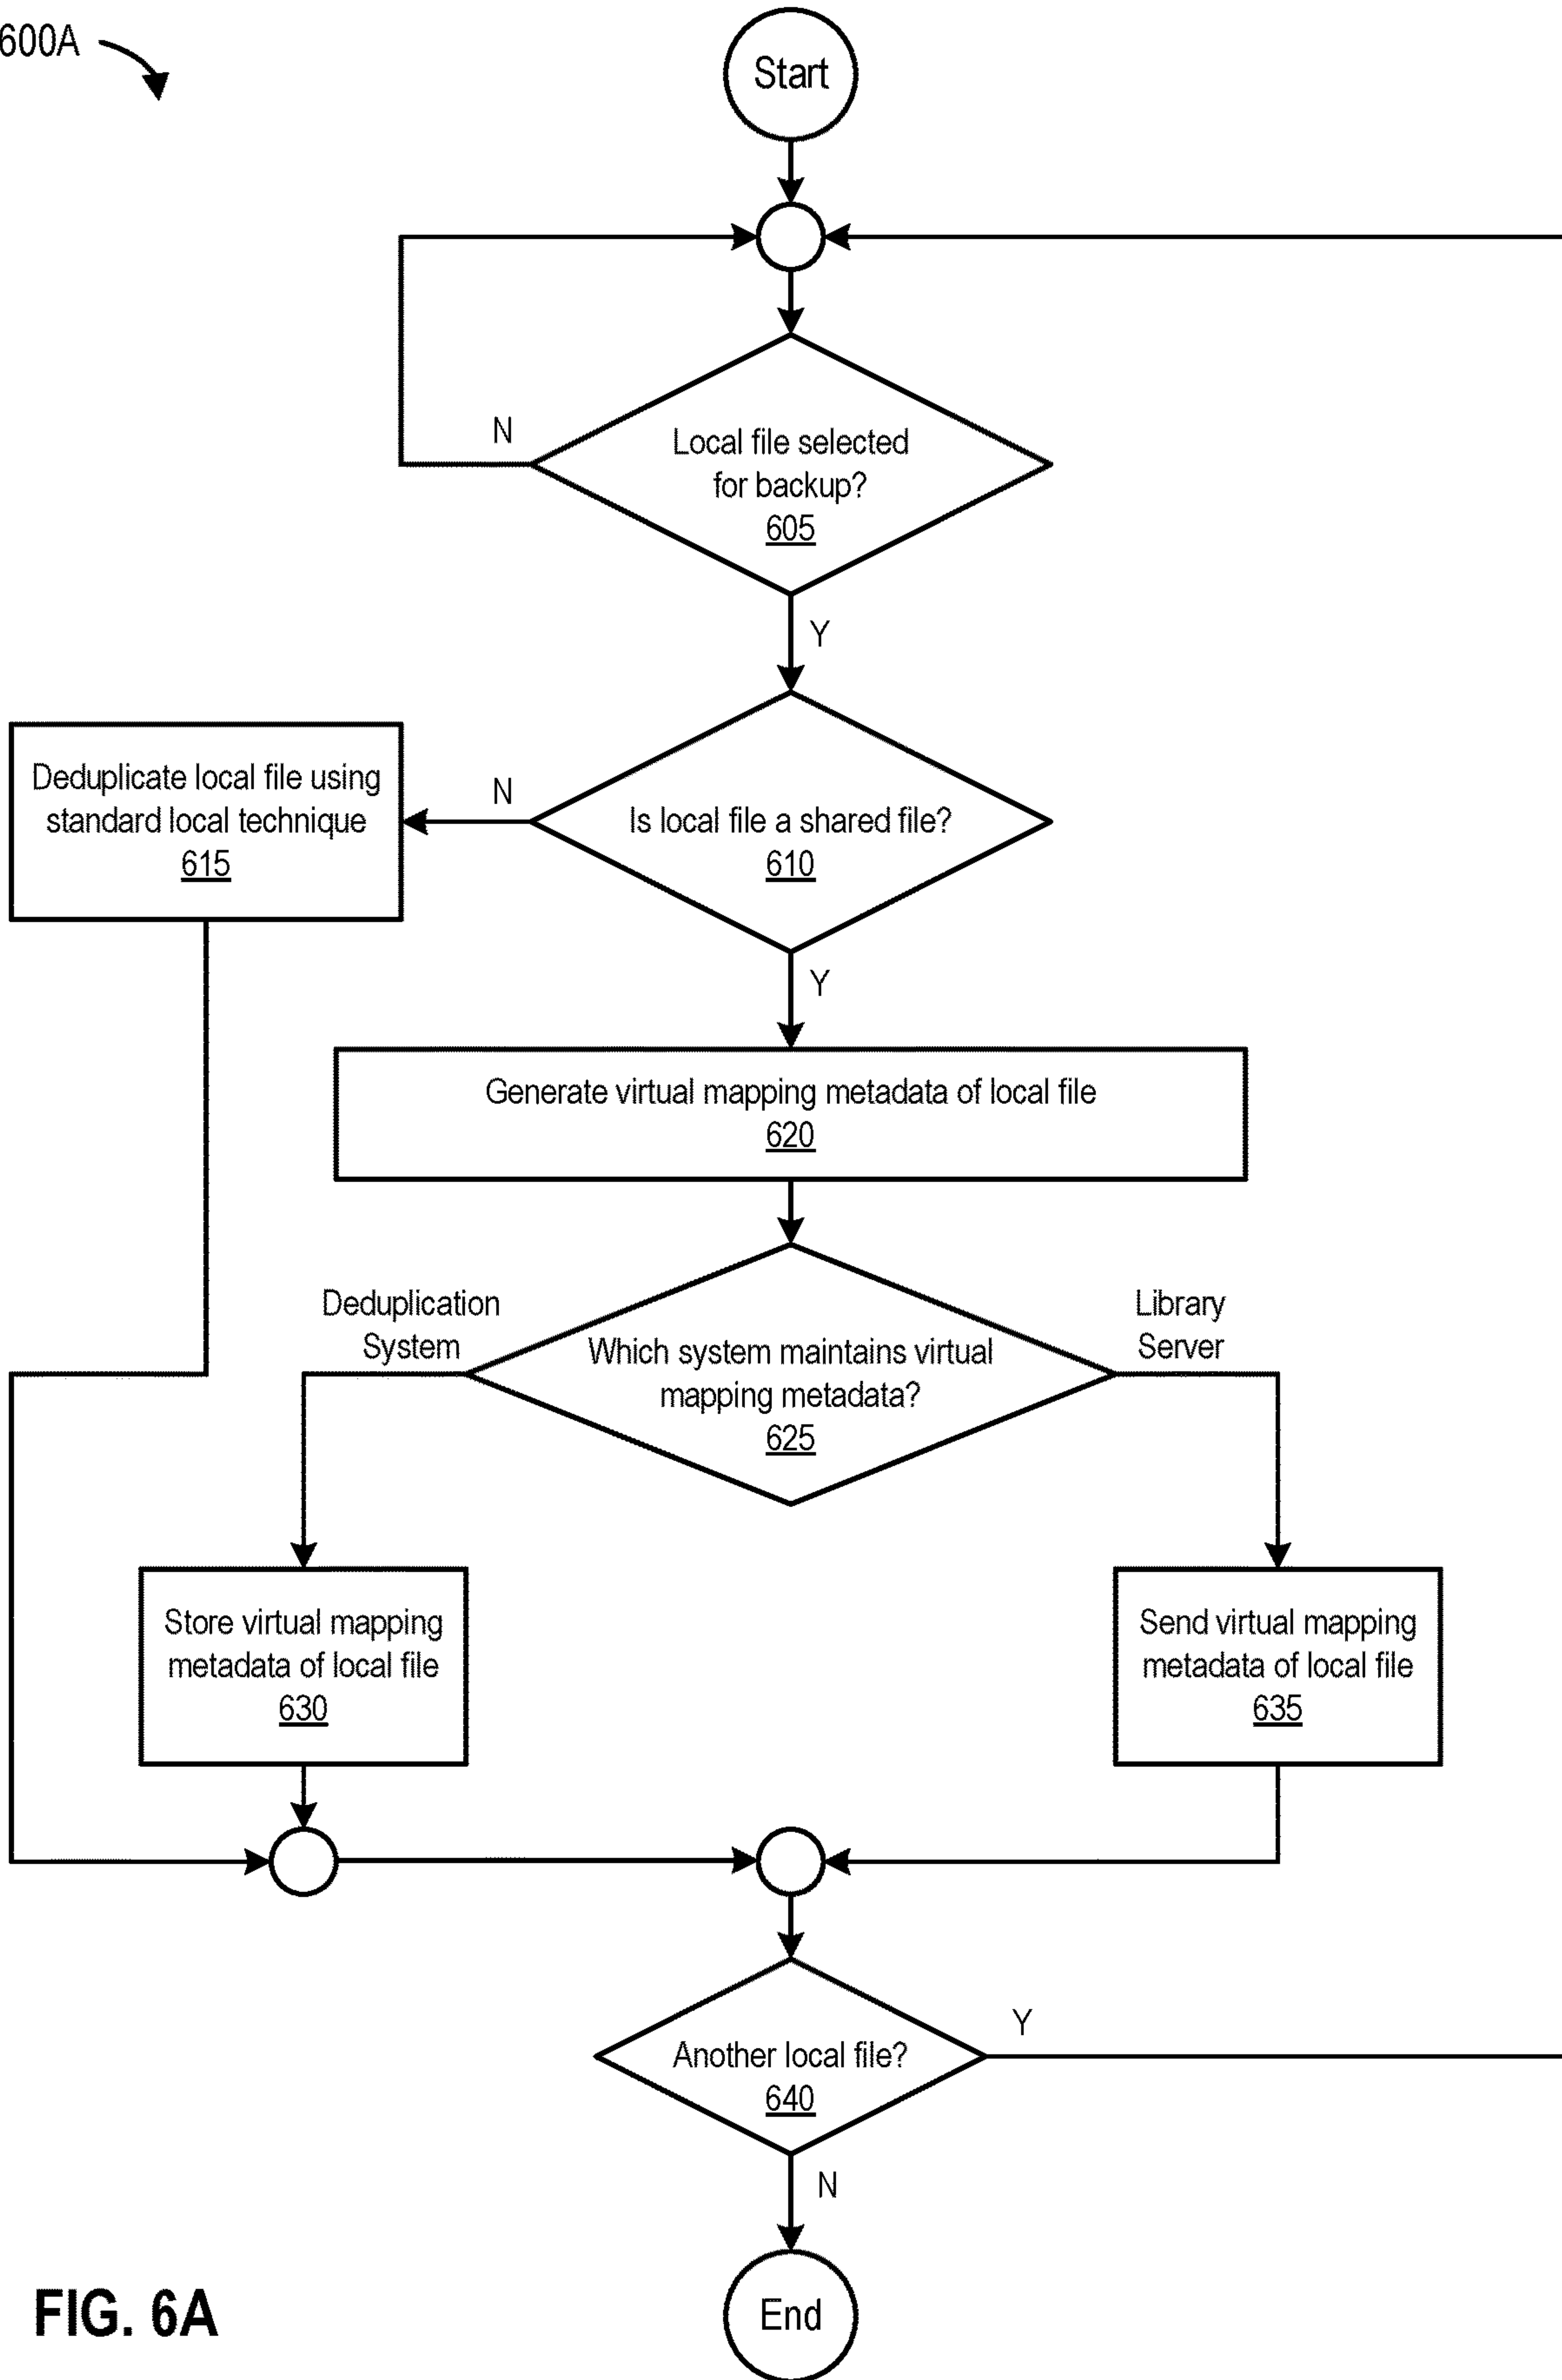 600A
Start
N
Local file selected
for backup?
605
Y
Deduplicate local file using
standard local technique
615
N
Is local file a shared file?
610
Y
Generate virtual mapping metadata of local file
620
Deduplication
System
Library
Server
Which system maintains virtual
mapping metadata?
625
Store virtual mapping
metadata of local file
630
Send virtual mapping
metadata of local file
635
Y
Another local file?
640
N
End
FIG. 6A